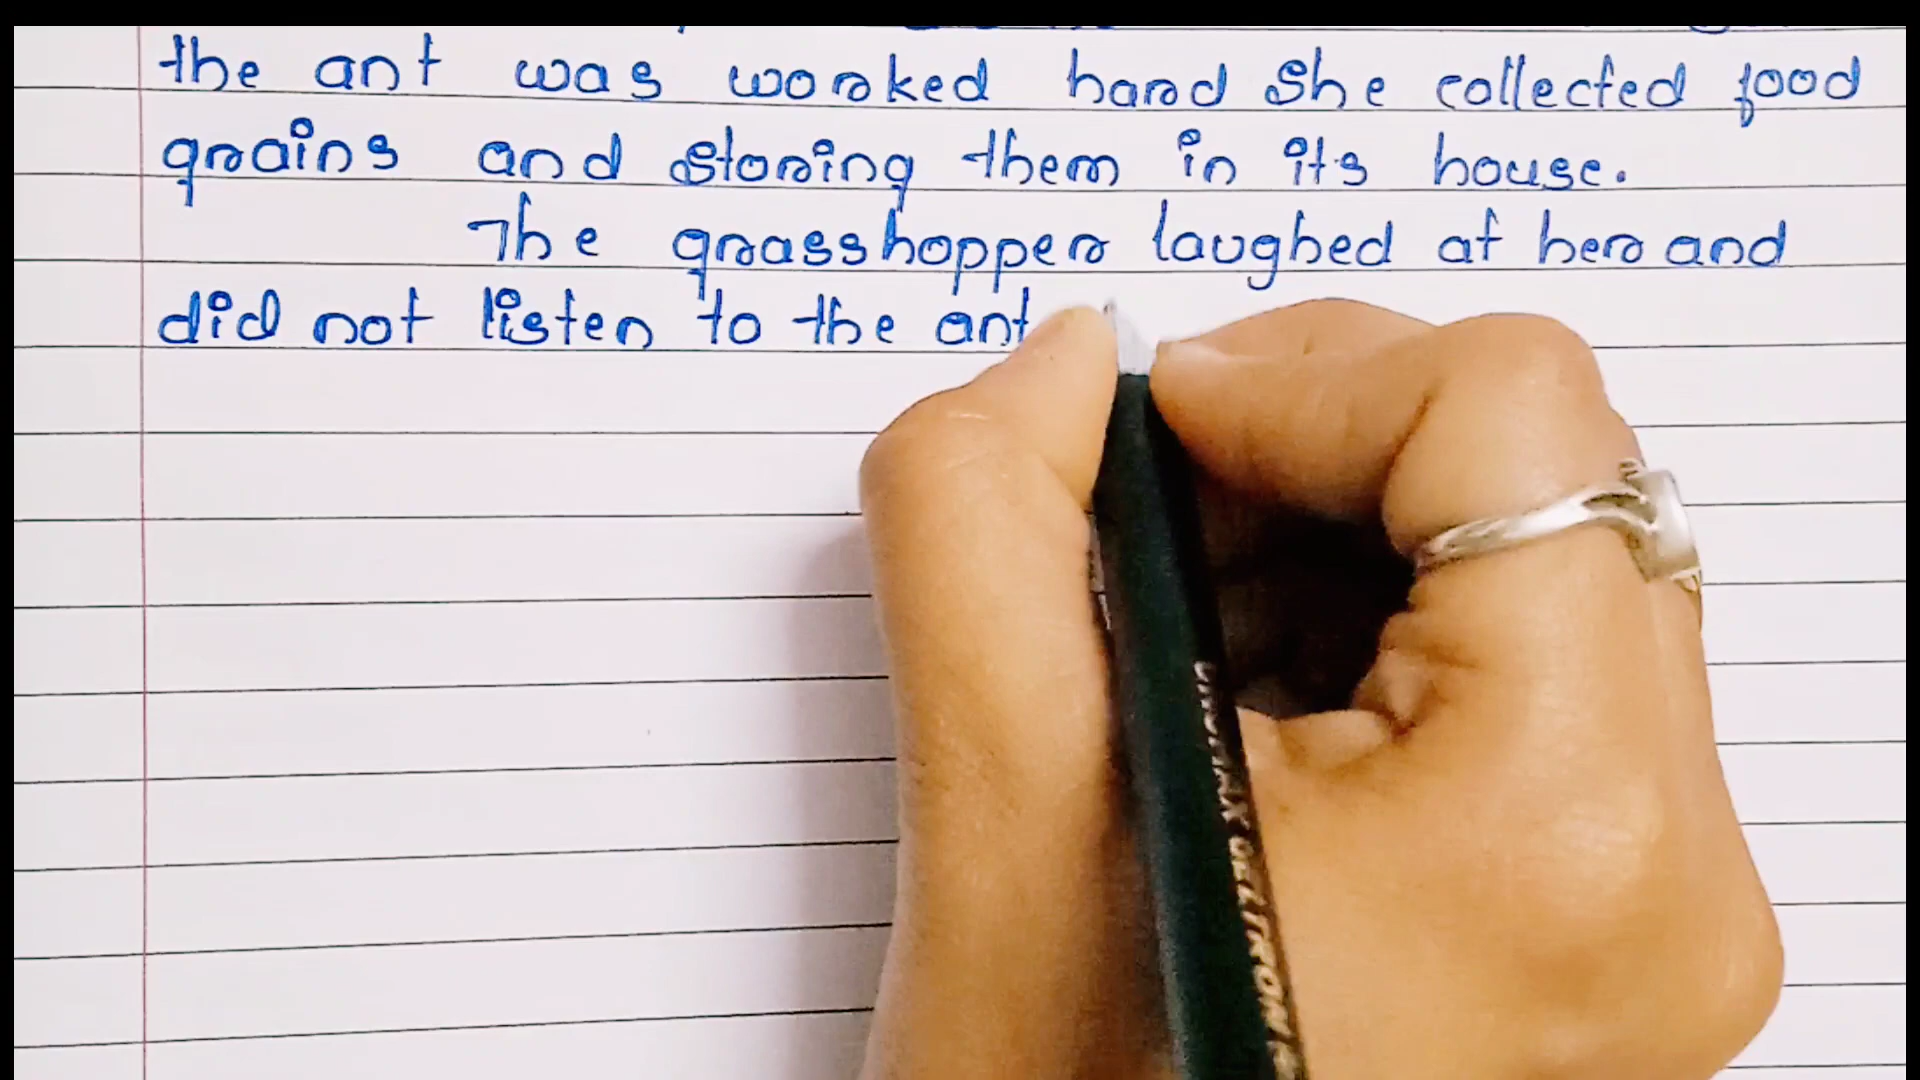 the ant was worked hard She collected food
grains and storing them in its house.
The grasshopper laughed at her and
did not listen to the ant